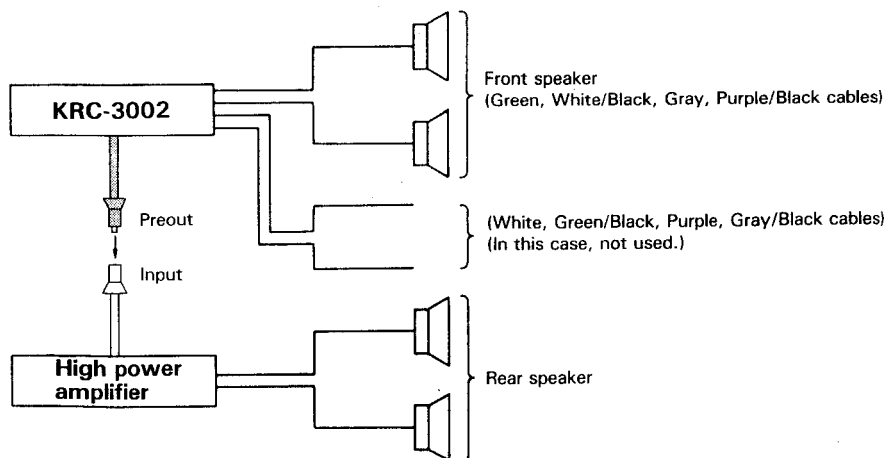 KRC-3002
Front speaker
(Green, White/Black, Gray, Purple/Black cables)
Preout
(White, Green/Black, Purple, Gray/Black cables)
(In this case, not used.)
Input
High power
amplifier
Rear speaker